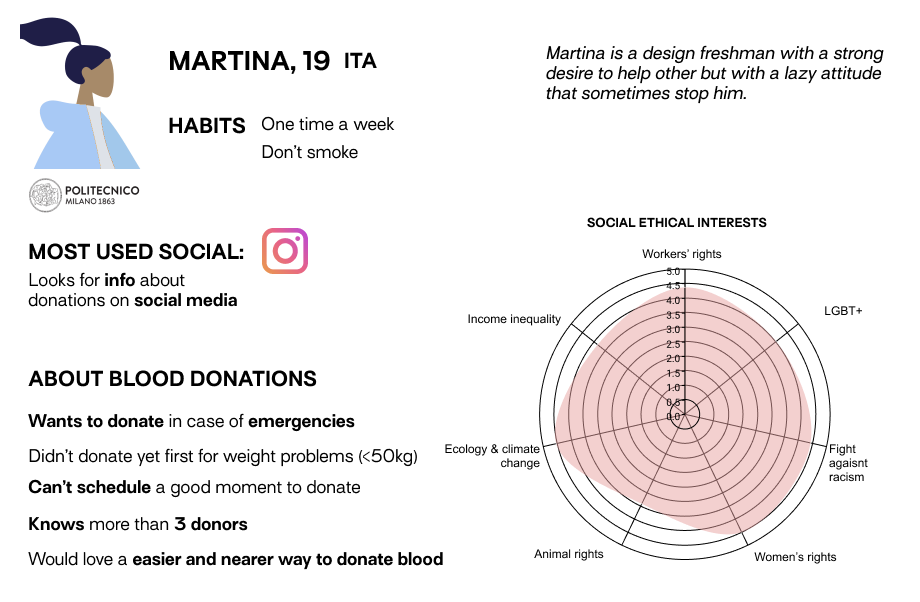 MARTINA, 19 ITA
Martina is a design freshman with a strong
desire to help other but with a lazy attitude
that sometimes stop him.
HABITS One time a week
Don't smoke
POLITECNICO
MILANO 1863
MOST USED SOCIAL:
Looks for info about
donations on social media
ABOUT BLOOD DONATIONS
Wants to donate in case of emergencies
Didn't donate yet first for weight problems (<50kg)
Can't schedule a good moment to donate
Knows more than 3 donors
Would love a easier and nearer way to donate blood
SOCIAL ETHICAL INTERESTS
Workers' rights
5.0
4.5
4.0
3.5
3.0
2.5
2.0
1.5
1.0
0.5
0.0
LGBT+
Income inequality
Ecology & climate
change
Fight
agaisnt
racism
Animal rights
Women's rights